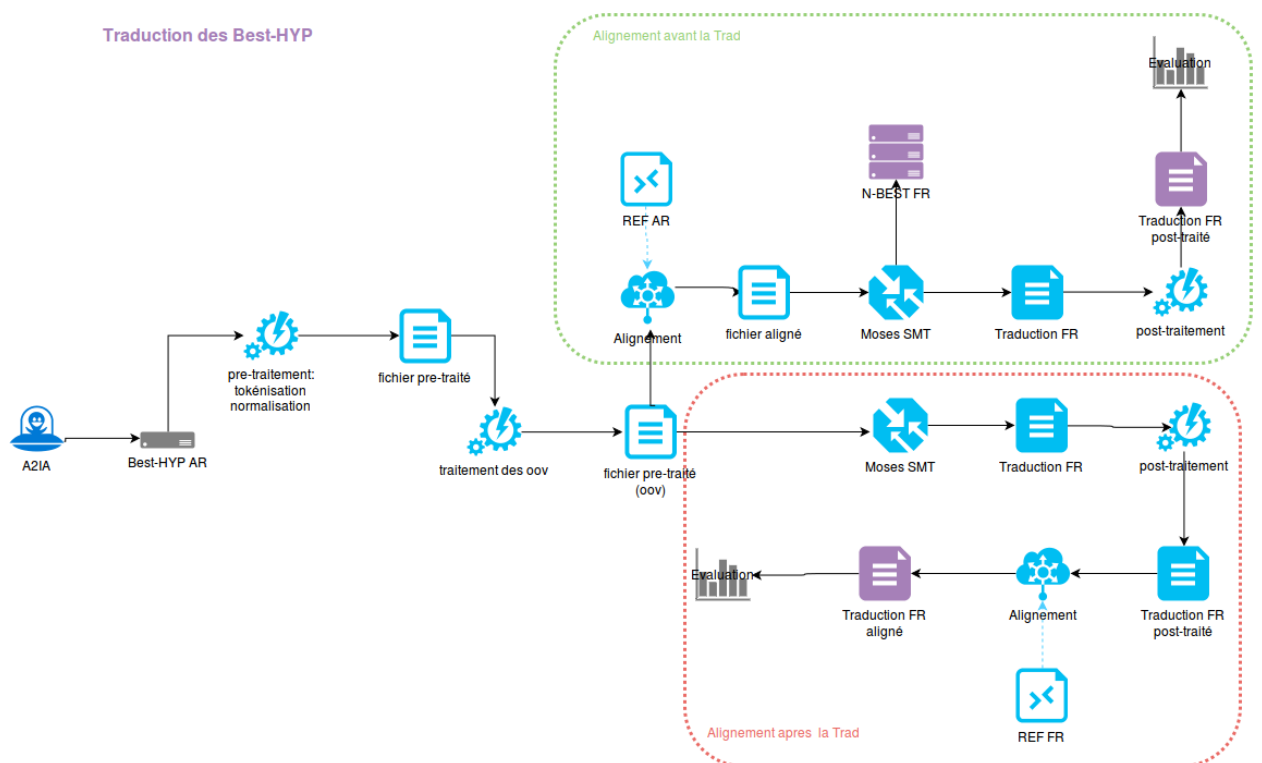 Traduction des Best-HYP
Alignement avant la Trad
Evaluation
REF AR
N-BEST FR
Traduction FR
post-traité
Alignement
fichier aligné
Moses SMT
Traduction FR
post-traitement
pre-traitement:
tokénisation
normalisation
fichier pre-traité
A2IA
Best-HYP AR
traitement des oov
fichier pre-traité
(oov)
Moses SMT
Traduction FR
post-traitement
Evaluation
Traduction FR
aligné
Alignement
Traduction FR
post-traité
REF FR
Alignement apres la Trad